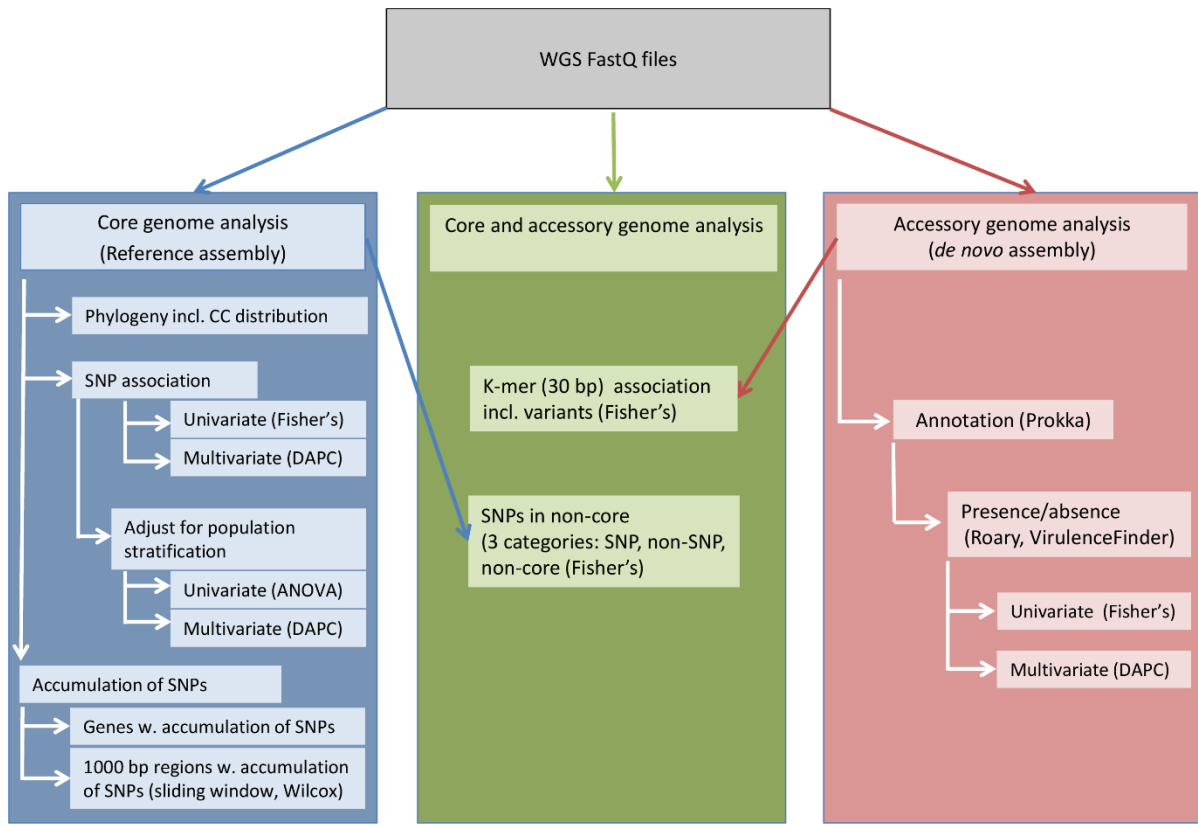 WGS FastQ files
Core genome analysis
(Reference assembly)
Phylogeny incl. CC distribution
SNP association
Univariate (Fisher's)
Multivariate (DAPC)
Adjust for population
stratification
Univariate (ANOVA)
Multivariate (DAPC)
Accumulation of SNPs
Genes w. accumulation of SNPs
1000 bp regions w. accumulation
of SNPs (sliding window, Wilcox)
Core and accessory genome analysis
K-mer (30 bp) association
incl. variants (Fisher's)
SNPs in non-core
(3 categories: SNP, non-SNP,
non-core (Fisher's)
Accessory genome analysis
(de novo assembly)
Annotation (Prokka)
Presence/absence
(Roary, VirulenceFinder)
Univariate (Fisher's)
Multivariate (DAPC)